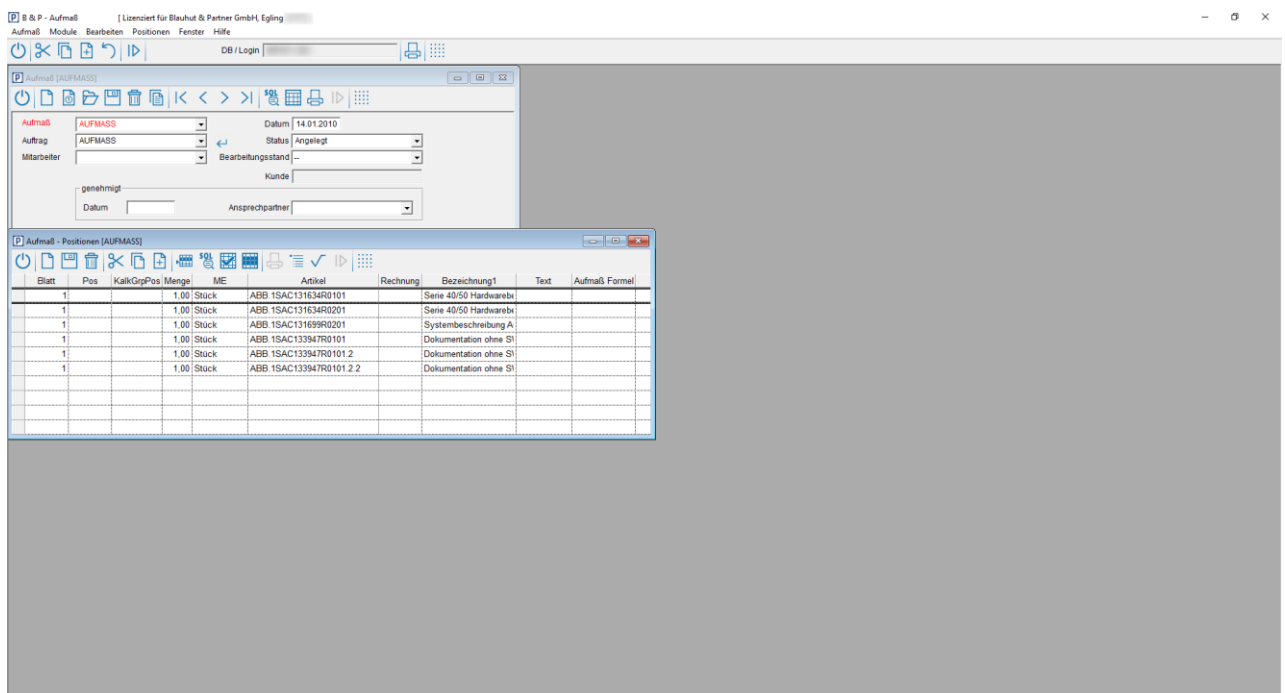 B & P - Aufmaß [ Lizenziert für Blauhut & Partner GmbH, Egling
Aufmaß Module Bearbeiten Positionen Fenster Hilfe
DB / Login
Aufmaß [AUFMASS]
SQL
Aufmaß AUFMASS Datum 14.01.2010
Auftrag AUFMASS Status Angelegt
Mitarbeiter Bearbeitungsstand --
Kunde
genehmigt
Datum Ansprechpartner
Aufmaß - Positionen [AUFMASS]
SQL
Blatt Pos KalkGrpPos Menge ME Artikel Rechnung Bezeichnung1 Text Aufmaß Formel
1 1,00 Stück ABB.1SAC131634R0101 Serie 40/50 Hardwarebe
1 1,00 Stück ABB.1SAC131634R0201 Serie 40/50 Hardwarebe
1 1,00 Stück ABB.1SAC131699R0201 Systembeschreibung A
1 1,00 Stück ABB.1SAC133947R0101 Dokumentation ohne S
1 1,00 Stück ABB.1SAC133947R0101.2 Dokumentation ohne S
1 1,00 Stück ABB.1SAC133947R0101.2.2 Dokumentation ohne S